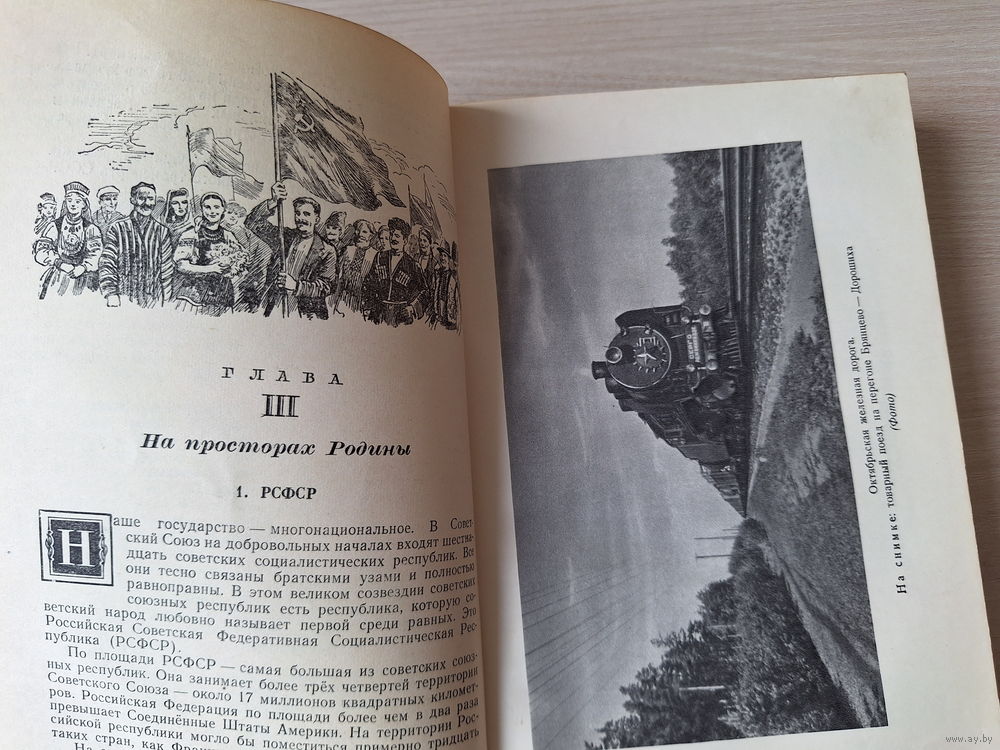 ГЛАВА
III
На просторах Родины
1. РСФСР
Наше государство — многонациональное. В Совет-
ский Союз на добровольных началах входят шестна-
дцать советских социалистических республик. Все
они тесно связаны братскими узами и полностью
равноправны. В этом великом созвездии советских
союзных республик есть республика, которую со-
ветский народ любовно называет первой среди равных. Это
Российская Советская Федеративная Социалистическая Рес-
публика (РСФСР).
По площади РСФСР — самая большая из советских союз-
ных республик. Она занимает более трёх четвертей территории
Советского Союза — около 17 миллионов квадратных километ-
ров. Российская Федерация по площади более чем в два раза
превышает Соединённые Штаты Америки. На территории Рос-
сийской республики могло бы поместиться примерно тридцать
таких стран, как
Октябрьская железная дорога.
На снимке: товарный поезд на перегоне Брянцево — Дорошиха
(Фото)
www.ay.by